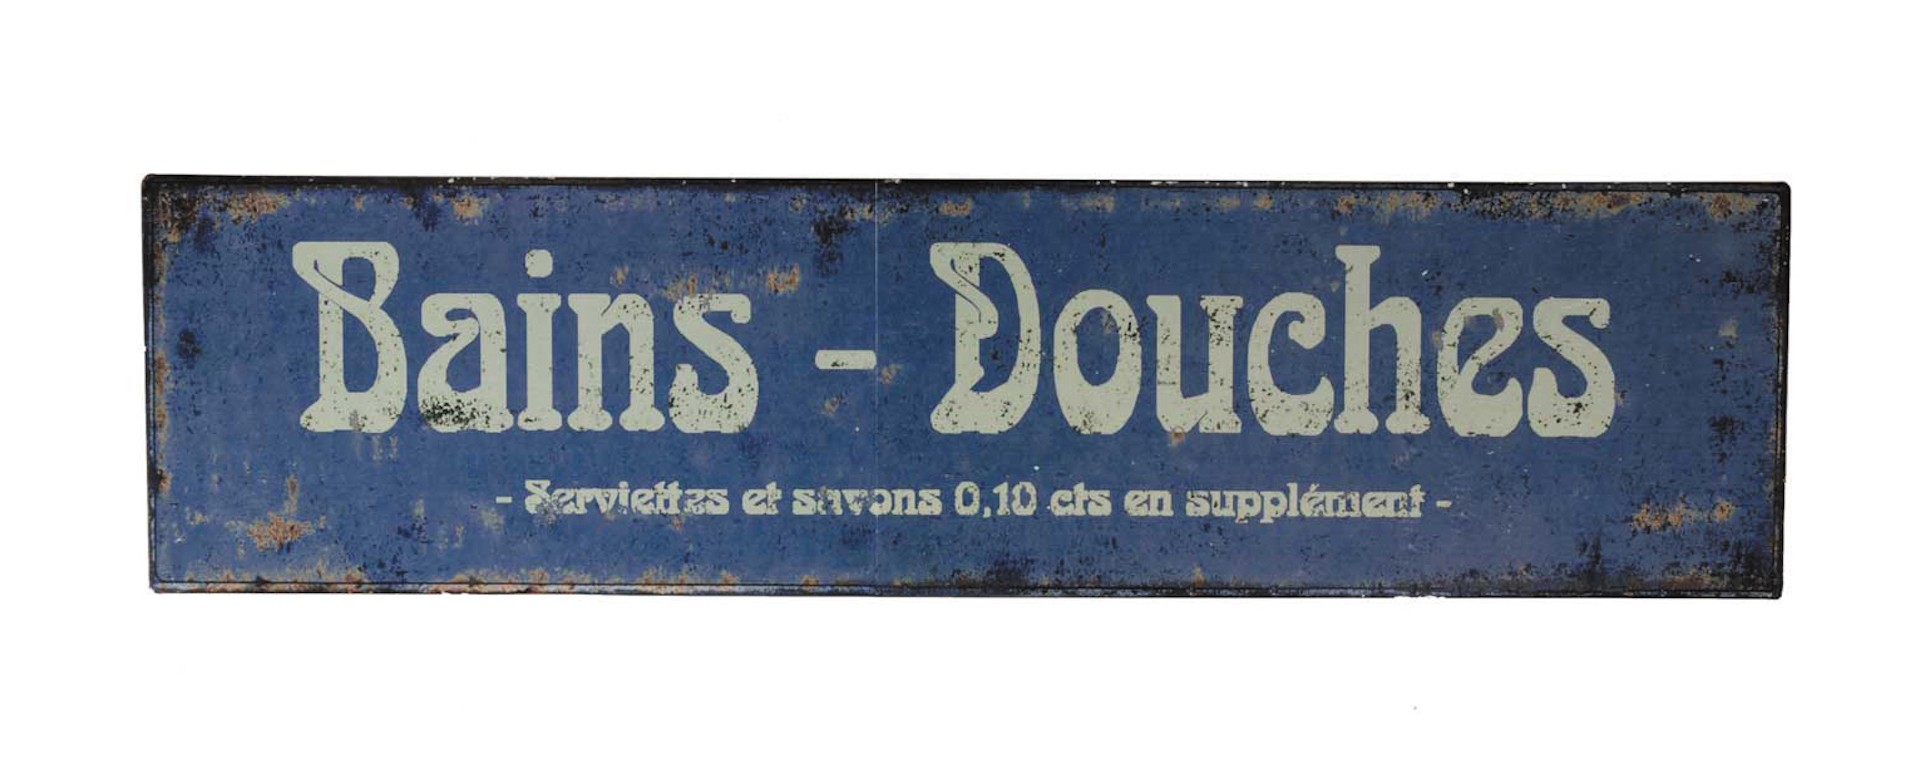 Bains - Douches
- Serviettes et savons 0,10 cts en supplément -